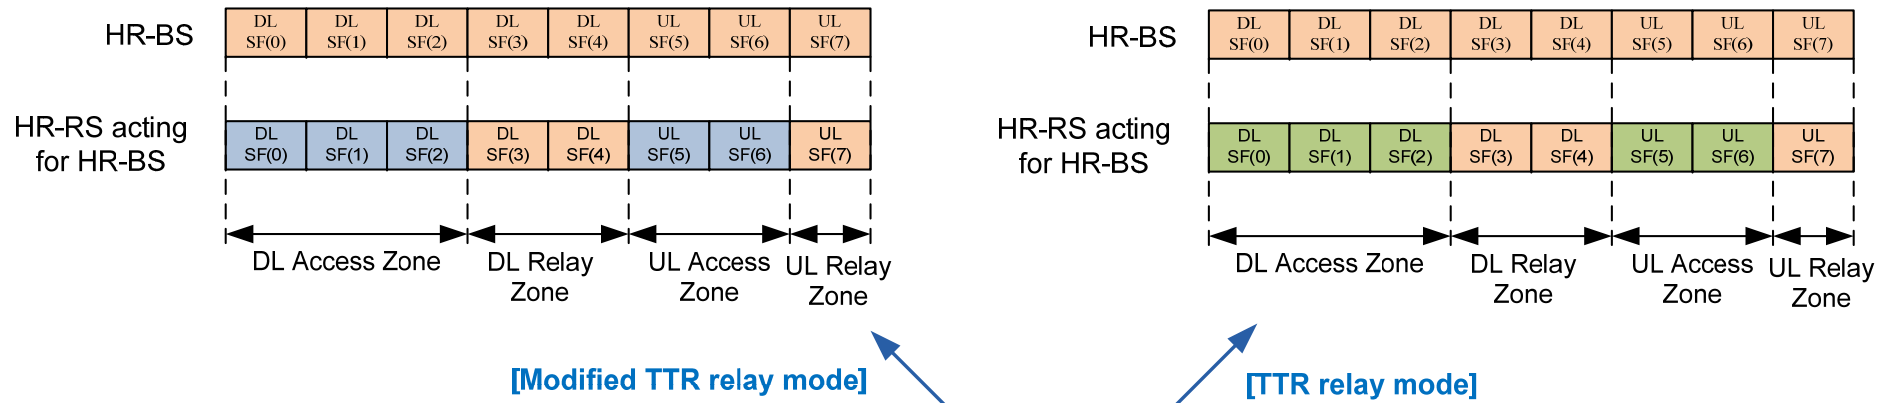 HR-BS
DL DL DL DL DL UL UL UL
SF(0) SF(1) SF(2) SF(3) SF(4) SF(5) SF(6) SF(7)
HR-RS acting
for HR-BS
DL DL DL DL DL UL UL UL
SF(0) SF(1) SF(2) SF(3) SF(4) SF(5) SF(6) SF(7)
DL Access Zone
DL Relay
Zone
UL Access
Zone
UL Relay
Zone
[Modified TTR relay mode]
HR-BS
DL DL DL DL DL UL UL UL
SF(0) SF(1) SF(2) SF(3) SF(4) SF(5) SF(6) SF(7)
HR-RS acting
for HR-BS
DL DL DL DL DL UL UL UL
SF(0) SF(1) SF(2) SF(3) SF(4) SF(5) SF(6) SF(7)
DL Access Zone
DL Relay
Zone
UL Access
Zone
UL Relay
Zone
[TTR relay mode]